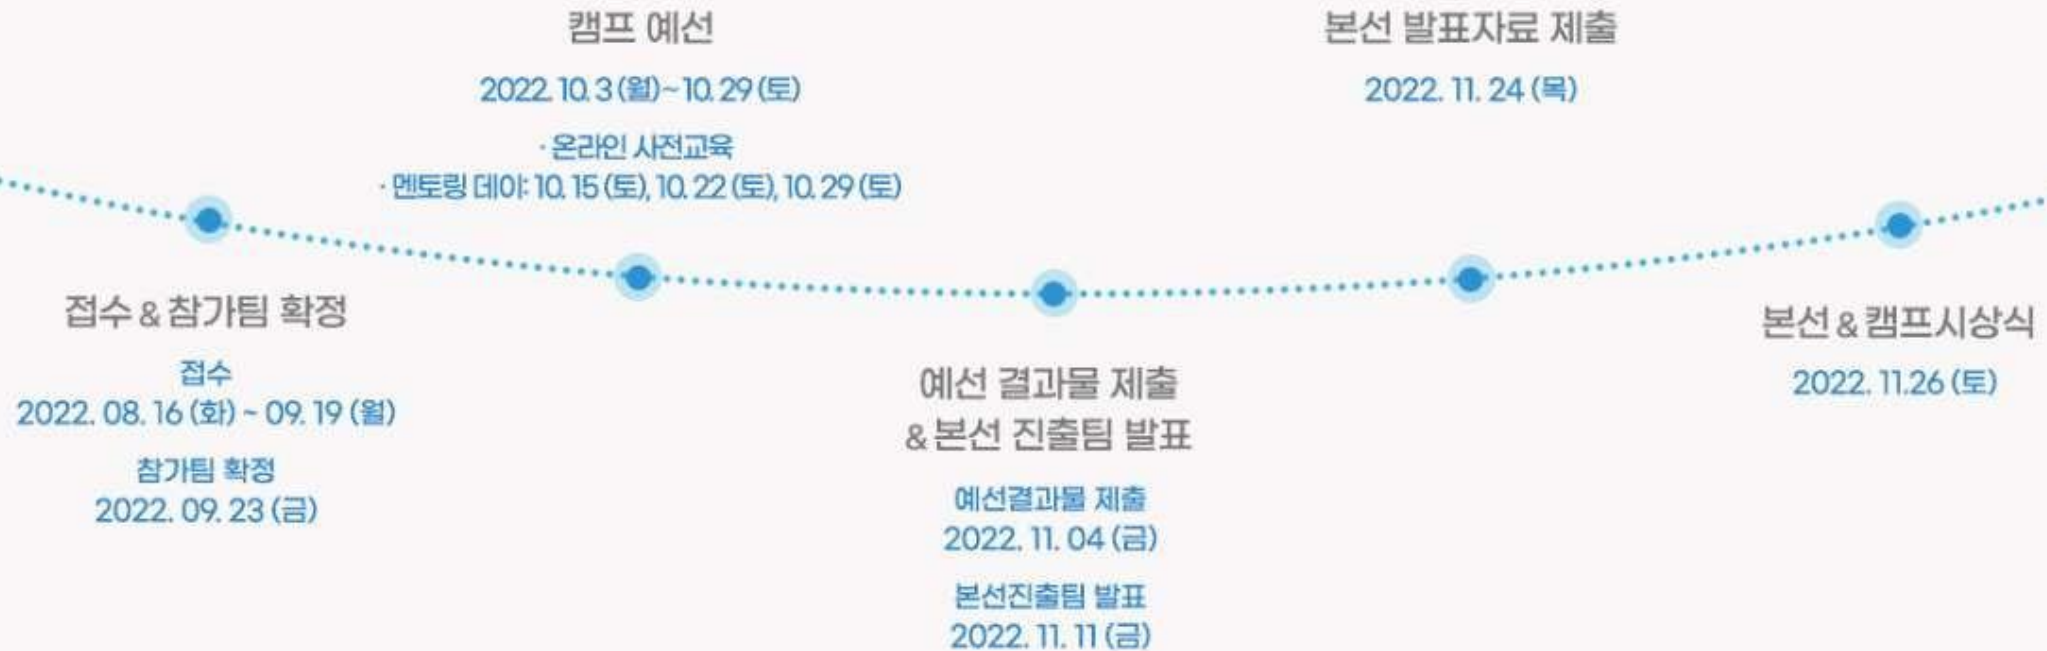 접수 & 참가팀 확정
접수
2022. 08. 16 (화) ~ 09. 19 (월)
참가팀 확정
2022. 09. 23 (금)
캠프 예선
2022. 10. 3 (월) ~ 10. 29 (토)
· 온라인 사전교육
· 멘토링 데이: 10. 15 (토), 10. 22 (토), 10. 29 (토)
예선 결과물 제출
& 본선 진출팀 발표
예선결과물 제출
2022. 11. 04 (금)
본선진출팀 발표
2022. 11. 11 (금)
본선 발표자료 제출
2022. 11. 24 (목)
본선 & 캠프시상식
2022. 11.26 (토)